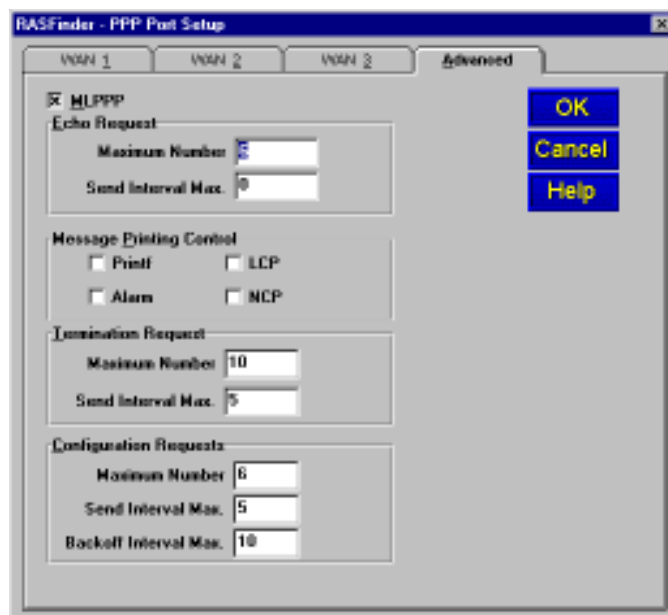 RASFinder - PPP Port Setup
WAN 1 WAN 2 WAN 3 Advanced
MLPPP
Echo Request
Maximum Number
Send Interval Max. 0
Message Printing Control
Printf LCP
Alarm NCP
Termination Request
Maximum Number 10
Send Interval Max. 5
Configuration Requests
Maximum Number 6
Send Interval Max. 5
Backoff Interval Max. 10
OK
Cancel
Help